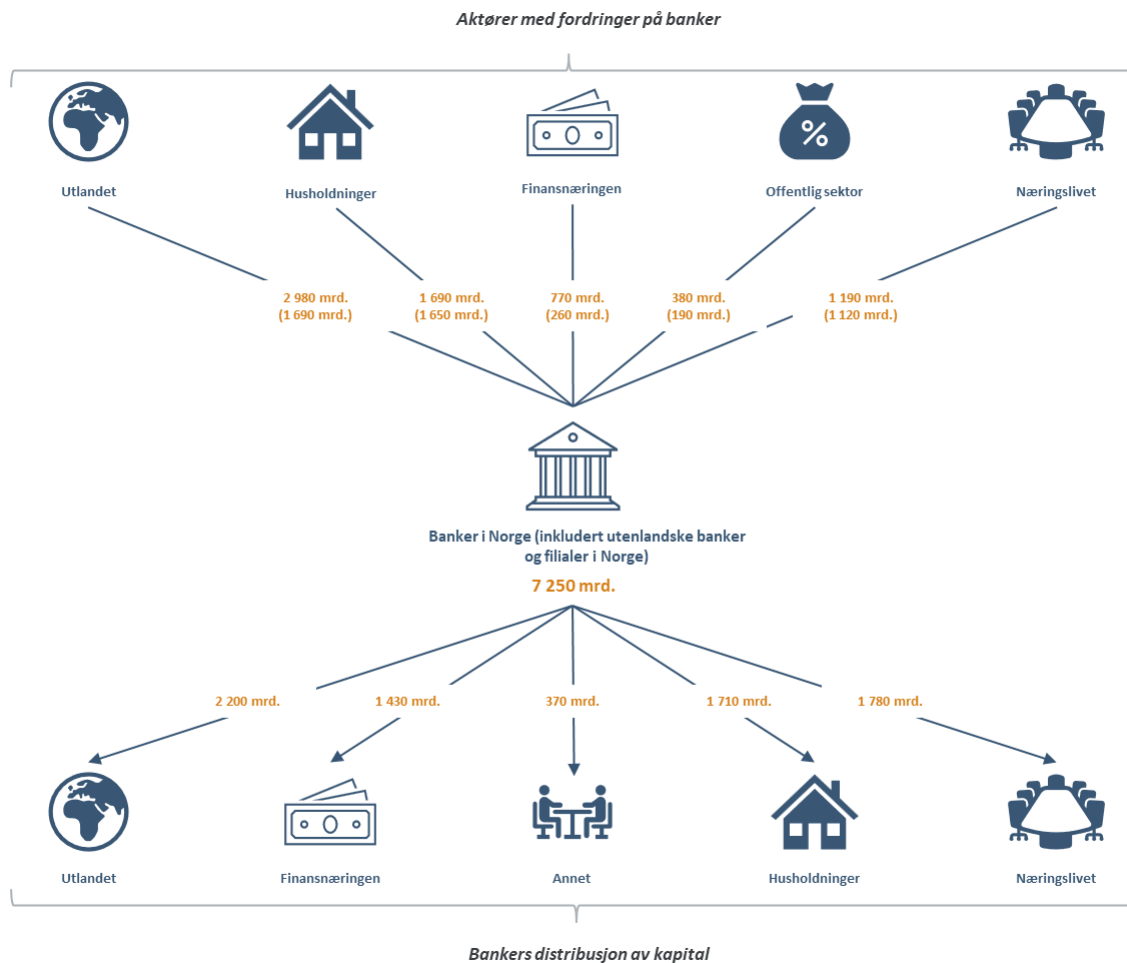 Aktører med fordringer på banker
Utlandet
Husholdninger
Finansnæringen
Offentlig sektor
Næringslivet
2 980 mrd.
(1 690 mrd.)
1 690 mrd.
(1 650 mrd.)
770 mrd.
(260 mrd.)
380 mrd.
(190 mrd.)
1 190 mrd.
(1 120 mrd.)
Banker i Norge (inkludert utenlandske banker
og filialer i Norge)
7 250 mrd.
2 200 mrd.
1 430 mrd.
370 mrd.
1 710 mrd.
1 780 mrd.
Utlandet
Finansnæringen
Annet
Husholdninger
Næringslivet
Bankers distribusjon av kapital